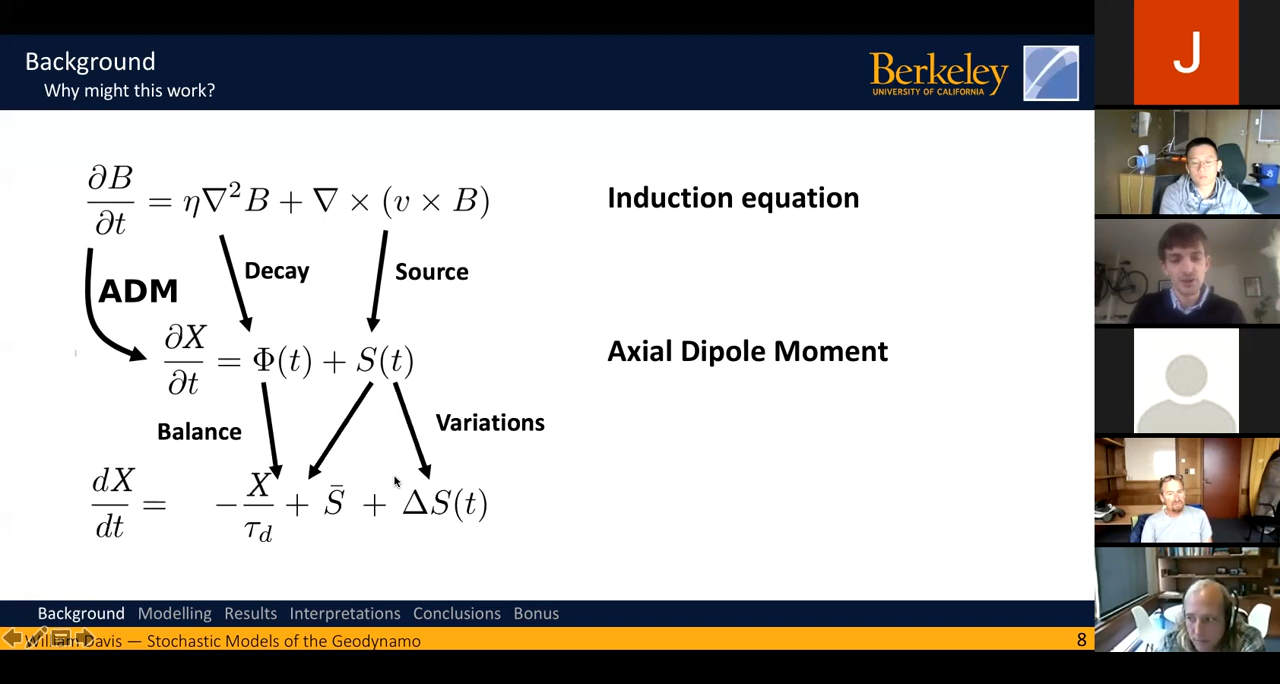 Background
Why might this work?
Berkeley
UNIVERSITY OF CALIFORNIA
J
∂B/∂t = η∇²B + ∇ × (v × B)
Induction equation
Decay
Source
ADM
∂X/∂t = Φ(t) + S(t)
Axial Dipole Moment
Balance
Variations
dX/dt = −X/τ_d + S̄ + ΔS(t)
Background Modelling Results Interpretations Conclusions Bonus
William Davis — Stochastic Models of the Geodynamo
8